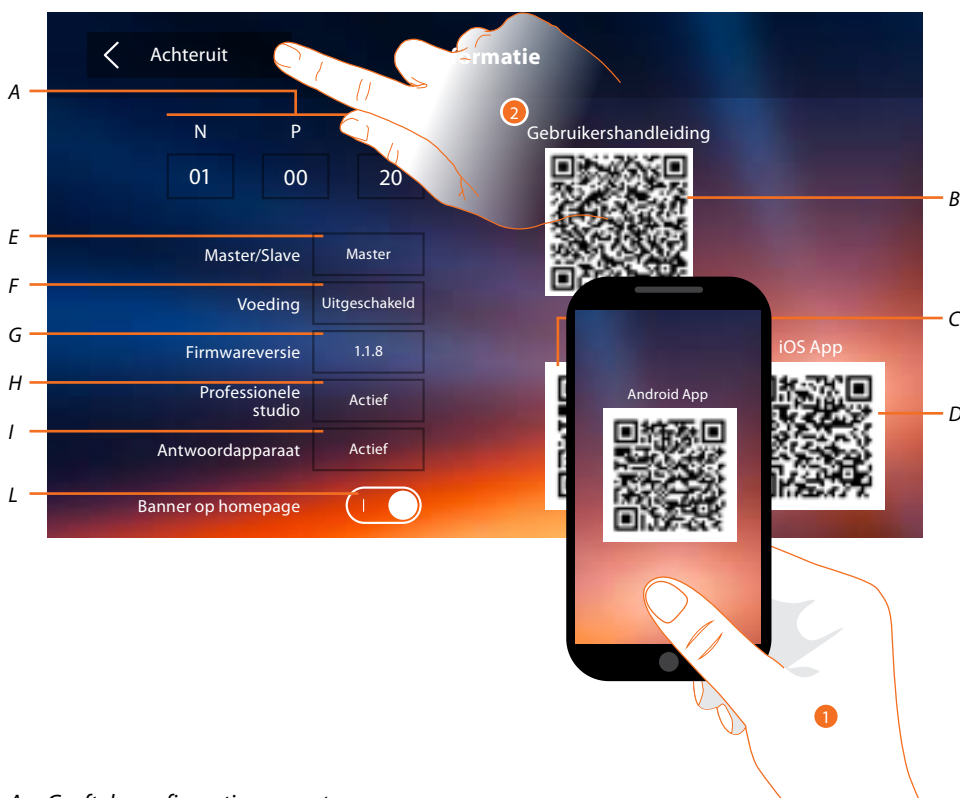 Achteruit
formatie
A
2
N P
Gebruikershandleiding
01 00 20
B
E
Master/Slave Master
F
Voeding Uitgeschakeld
C
G
Firmwareversie 1.1.8
iOS App
H
Professionele
studio
Actief
Android App
D
I
Antwoordapparaat Actief
L
Banner op homepage
1